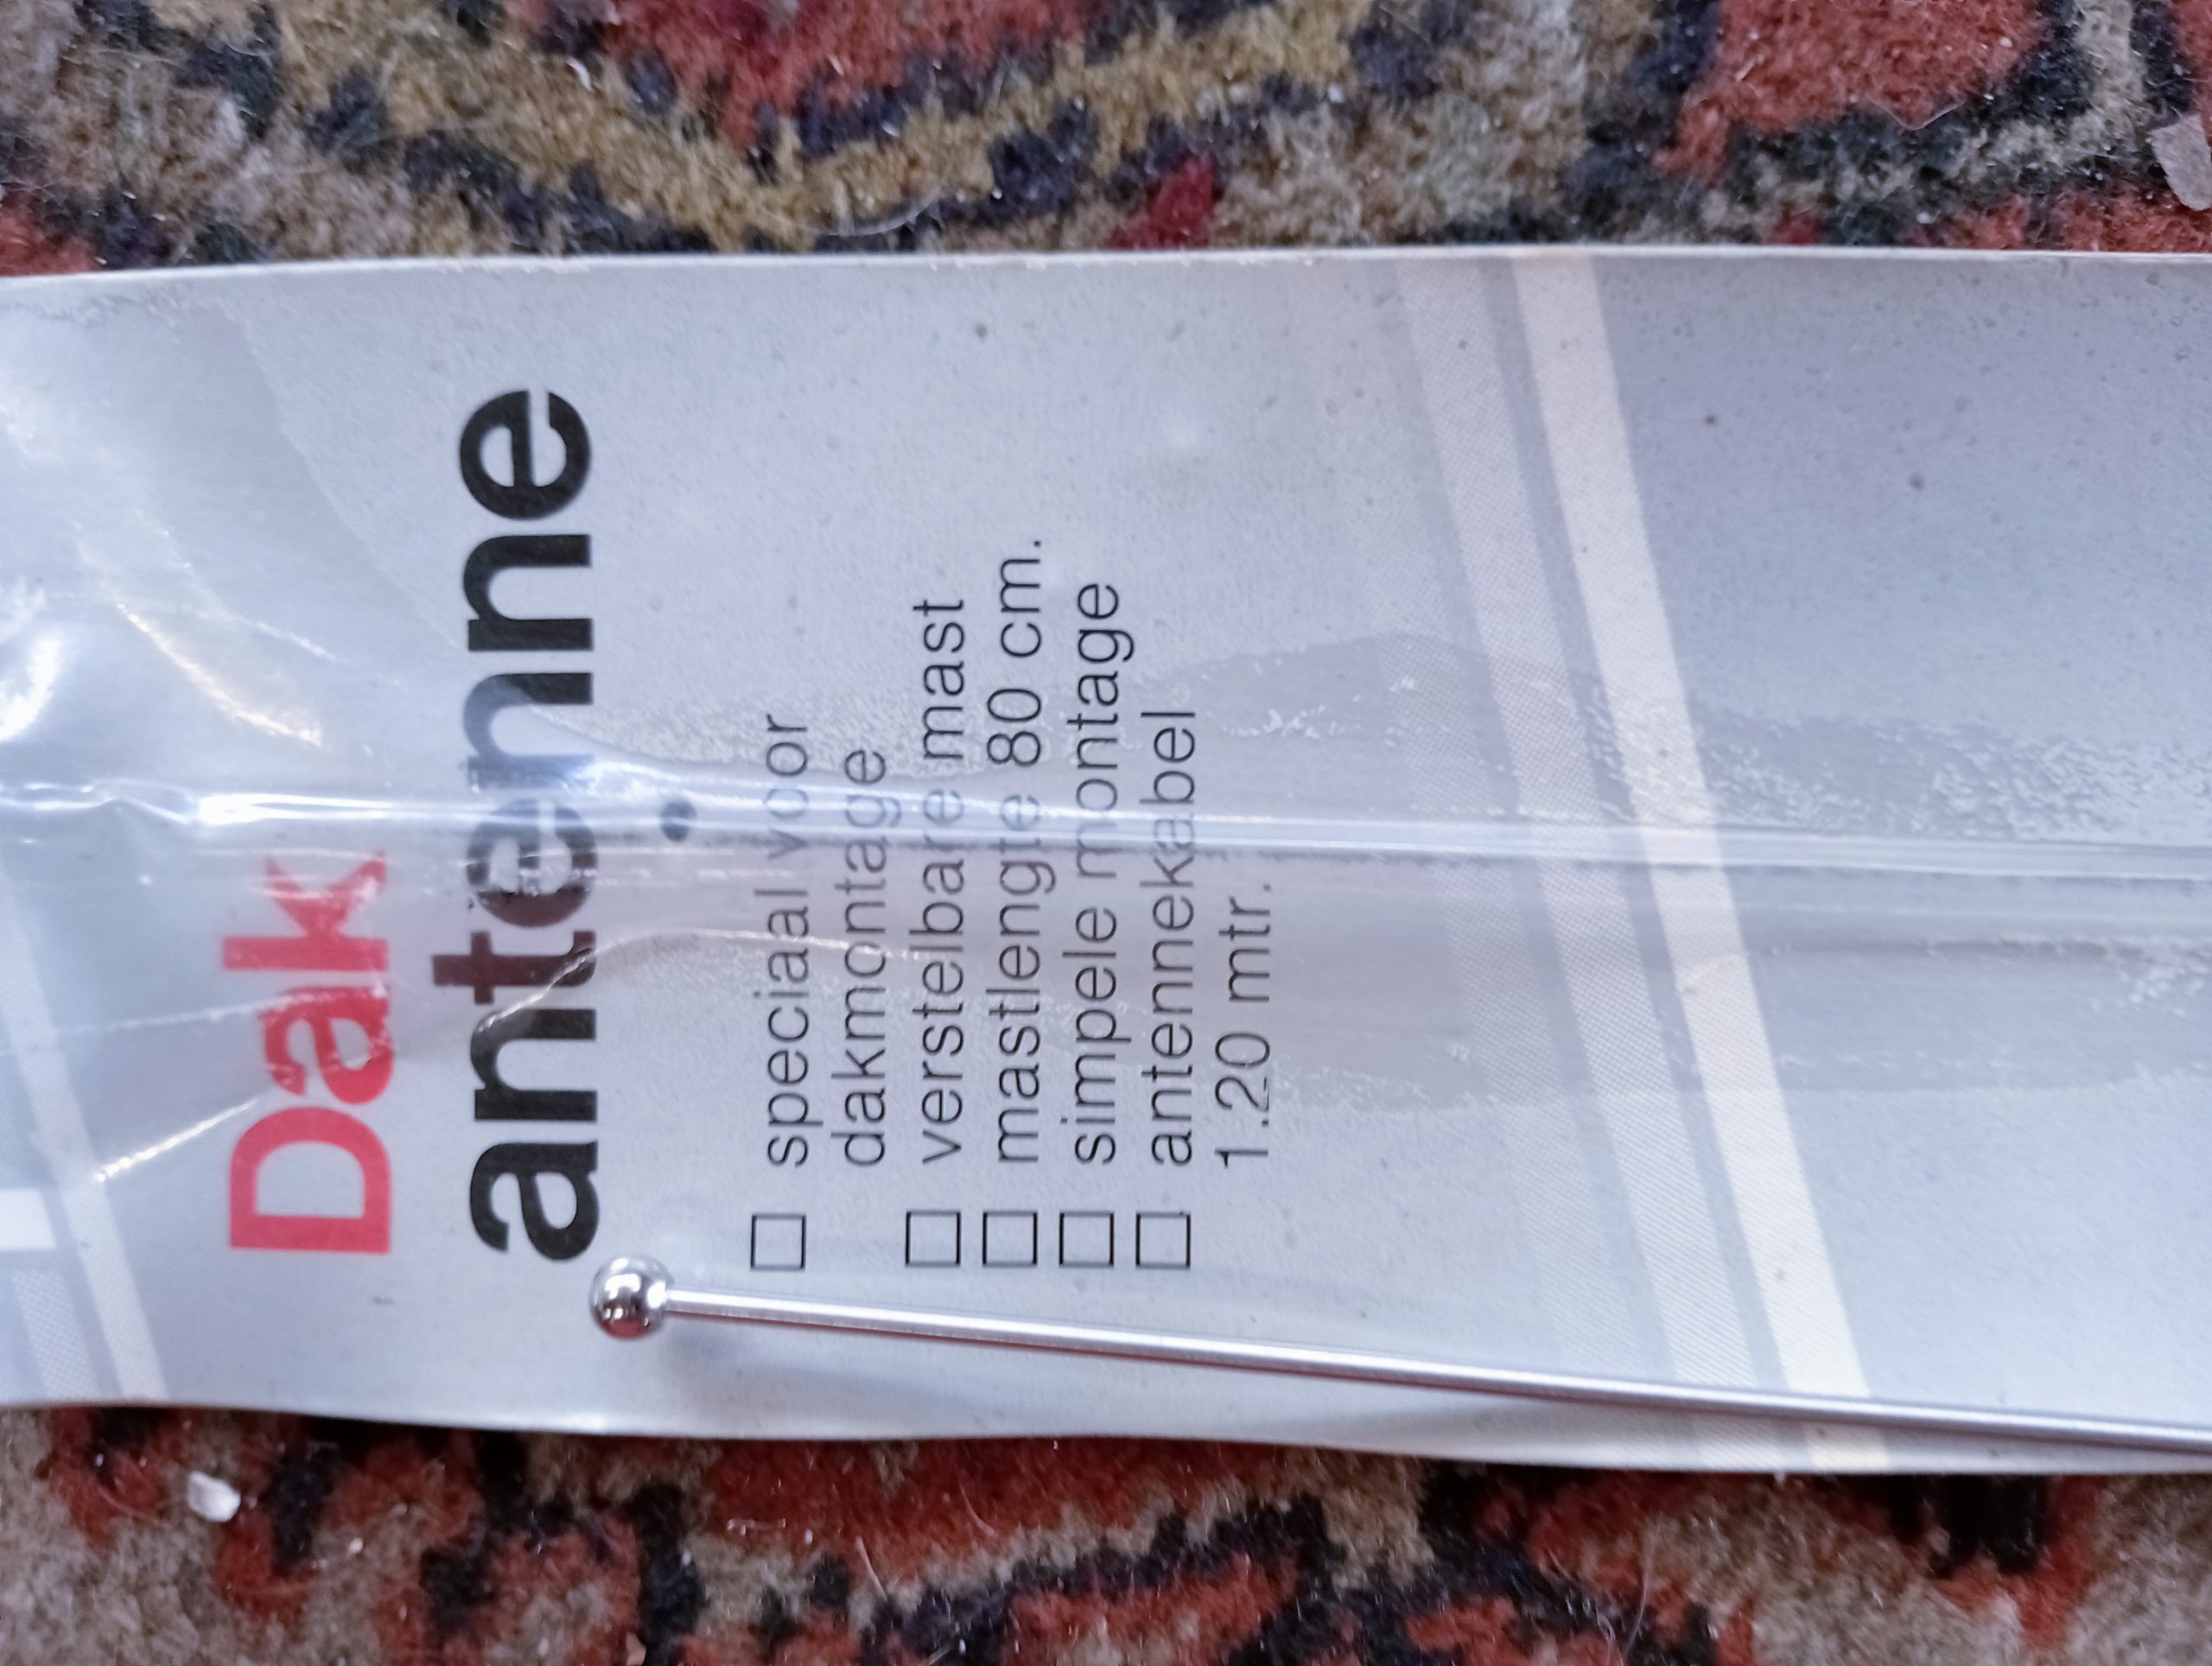 Dak
antenne
□ speciaal voor
dakmontage
□ verstelbare mast
□ mastlengte 80 cm.
□ simpele montage
□ antennekabel
1.20 mtr.